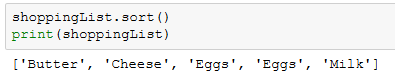 shoppingList.sort()
print(shoppingList)
['Butter', 'Cheese', 'Eggs', 'Eggs', 'Milk']